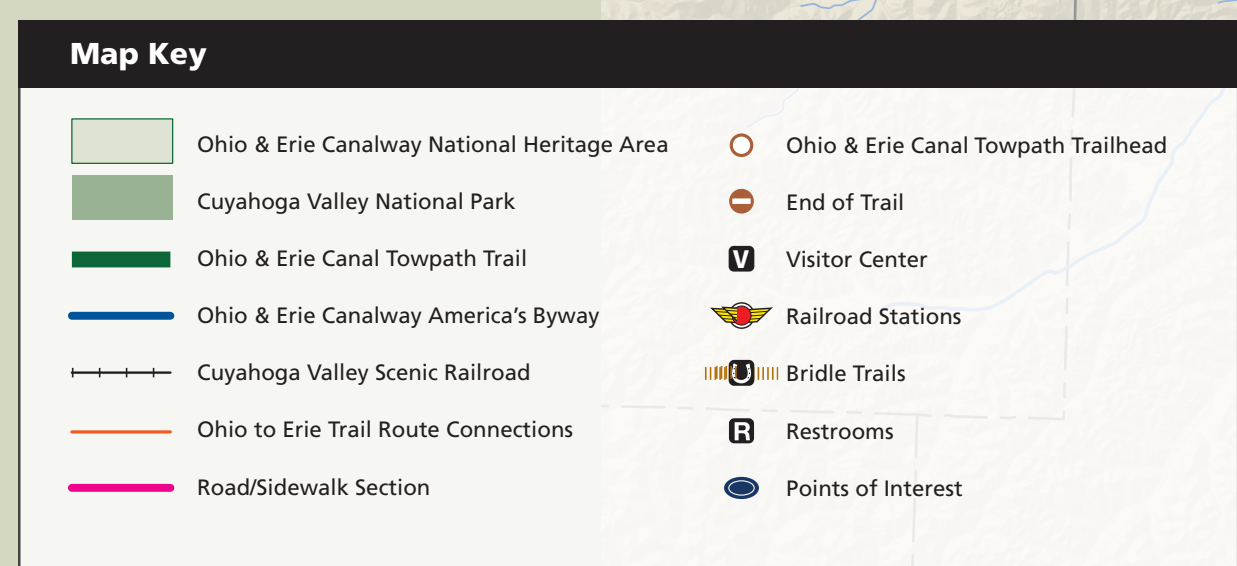 Map Key
Ohio & Erie Canalway National Heritage Area
Cuyahoga Valley National Park
Ohio & Erie Canal Towpath Trail
Ohio & Erie Canalway America's Byway
Cuyahoga Valley Scenic Railroad
Ohio to Erie Trail Route Connections
Road/Sidewalk Section
Ohio & Erie Canal Towpath Trailhead
End of Trail
V Visitor Center
Railroad Stations
Bridle Trails
R Restrooms
Points of Interest